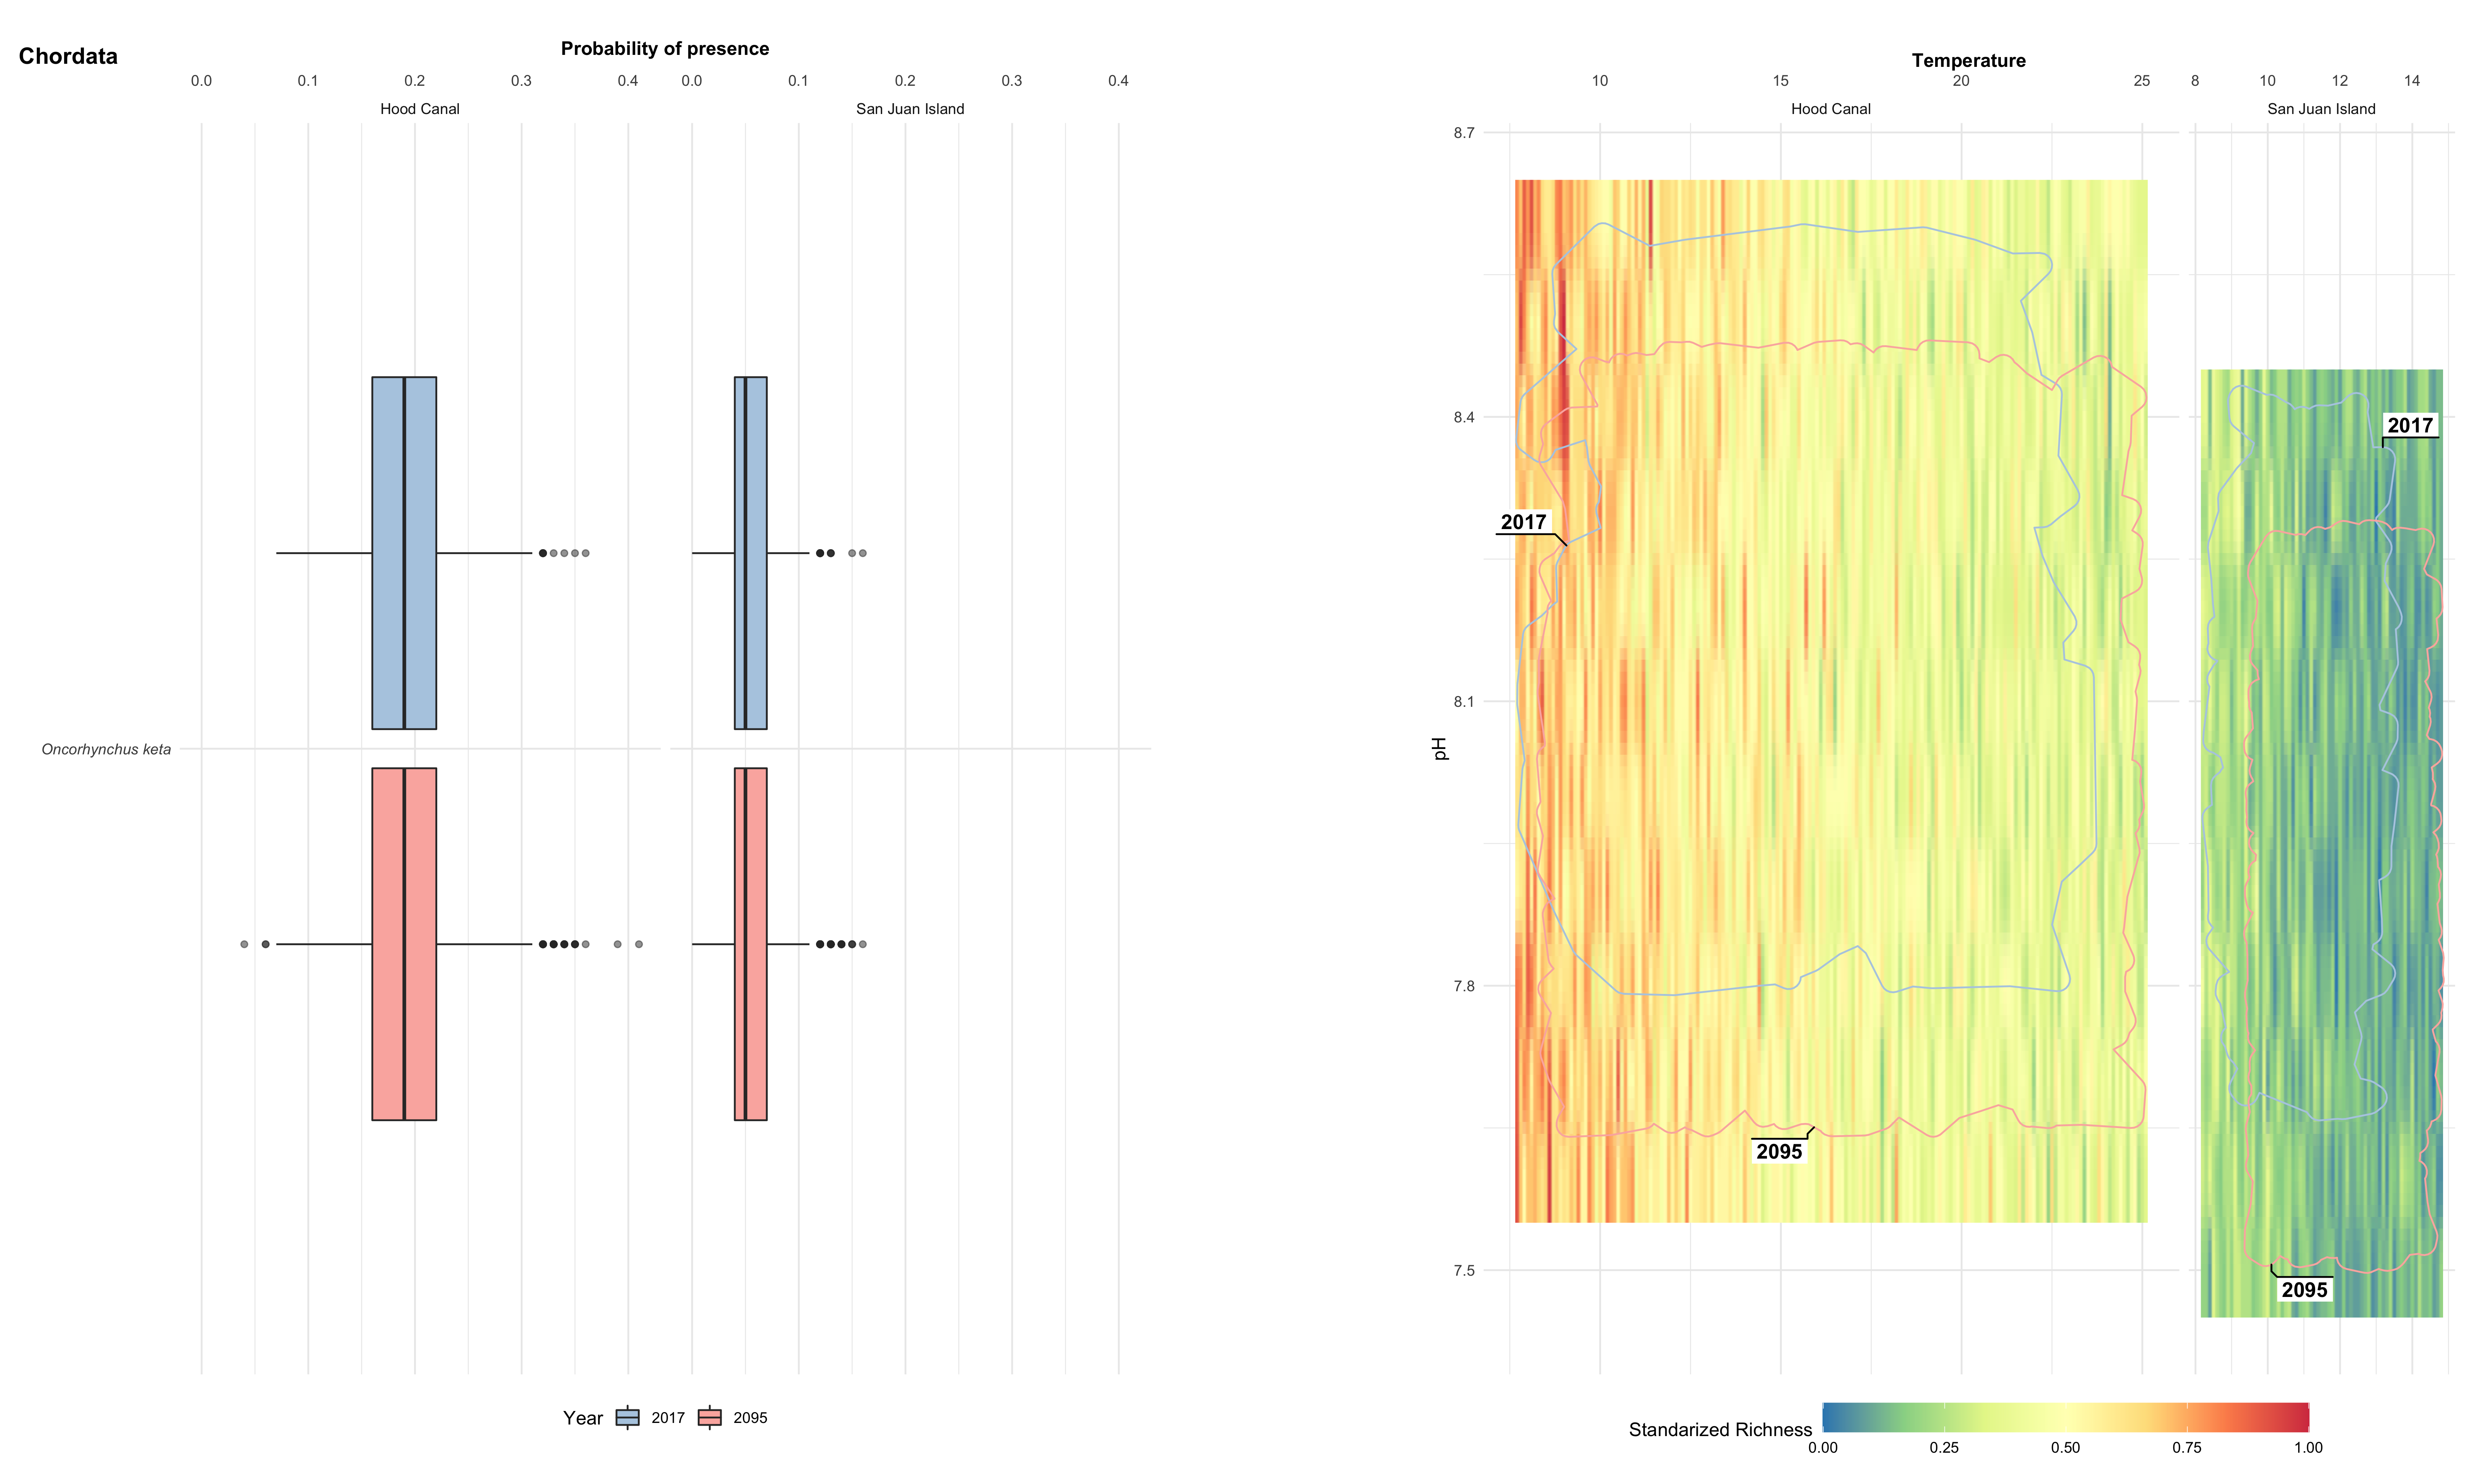 Chordata
Probability of presence
0.0 0.1 0.2 0.3 0.4 0.0 0.1 0.2 0.3 0.4
Hood Canal San Juan Island
Oncorhynchus keta
Year 2017 2095
Temperature
10 15 20 25 8 10 12 14
Hood Canal San Juan Island
8.7
8.4
8.1
7.8
7.5
pH
2017
2017
2095
2095
Standarized Richness
0.00 0.25 0.50 0.75 1.00